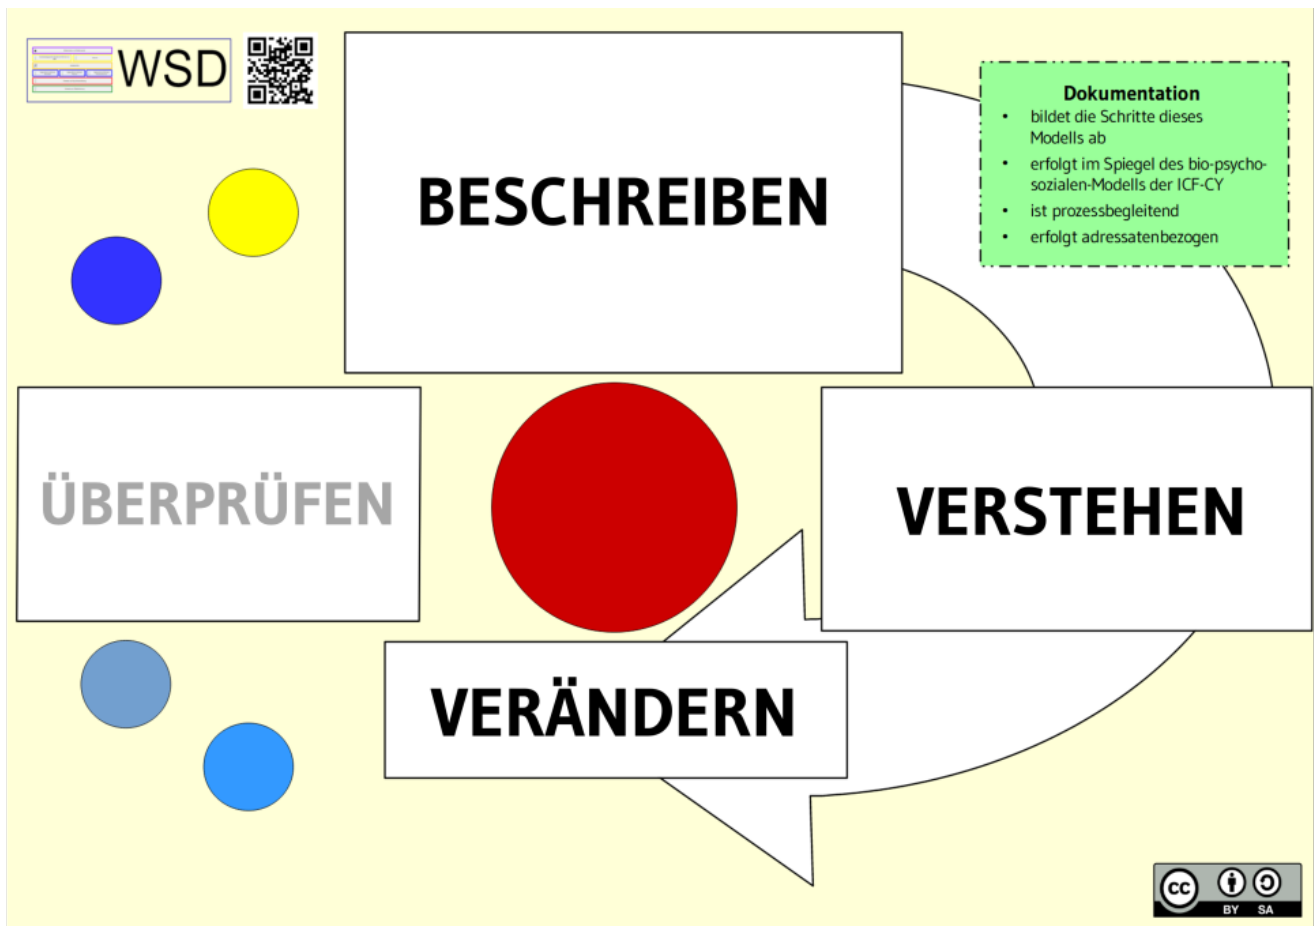 WSD
BESCHREIBEN
Dokumentation
• bildet die Schritte dieses
Modells ab
• erfolgt im Spiegel des bio-psycho-
sozialen-Modells der ICF-CY
• ist prozessbegleitend
• erfolgt adressatenbezogen
ÜBERPRÜFEN
VERSTEHEN
VERÄNDERN
cc
BY SA